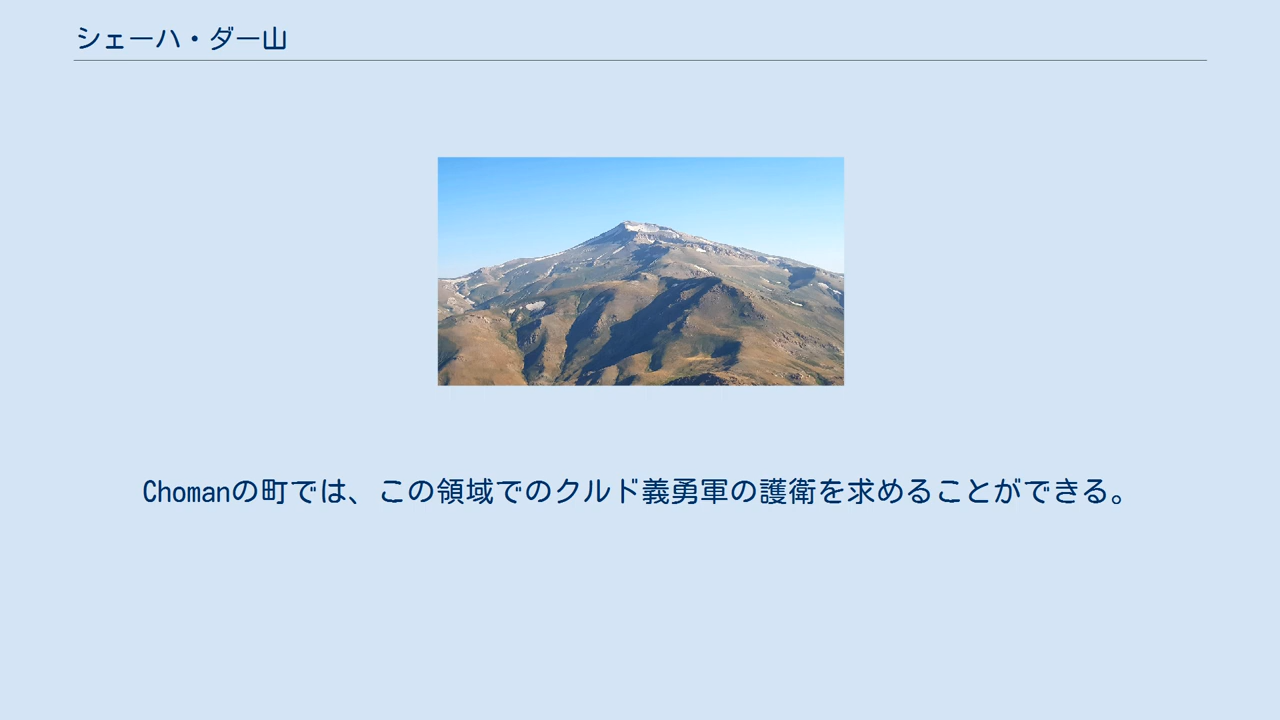 シェーハ・ダー山
Chomanの町では、この領域でのクルド義勇軍の護衛を求めることができる。